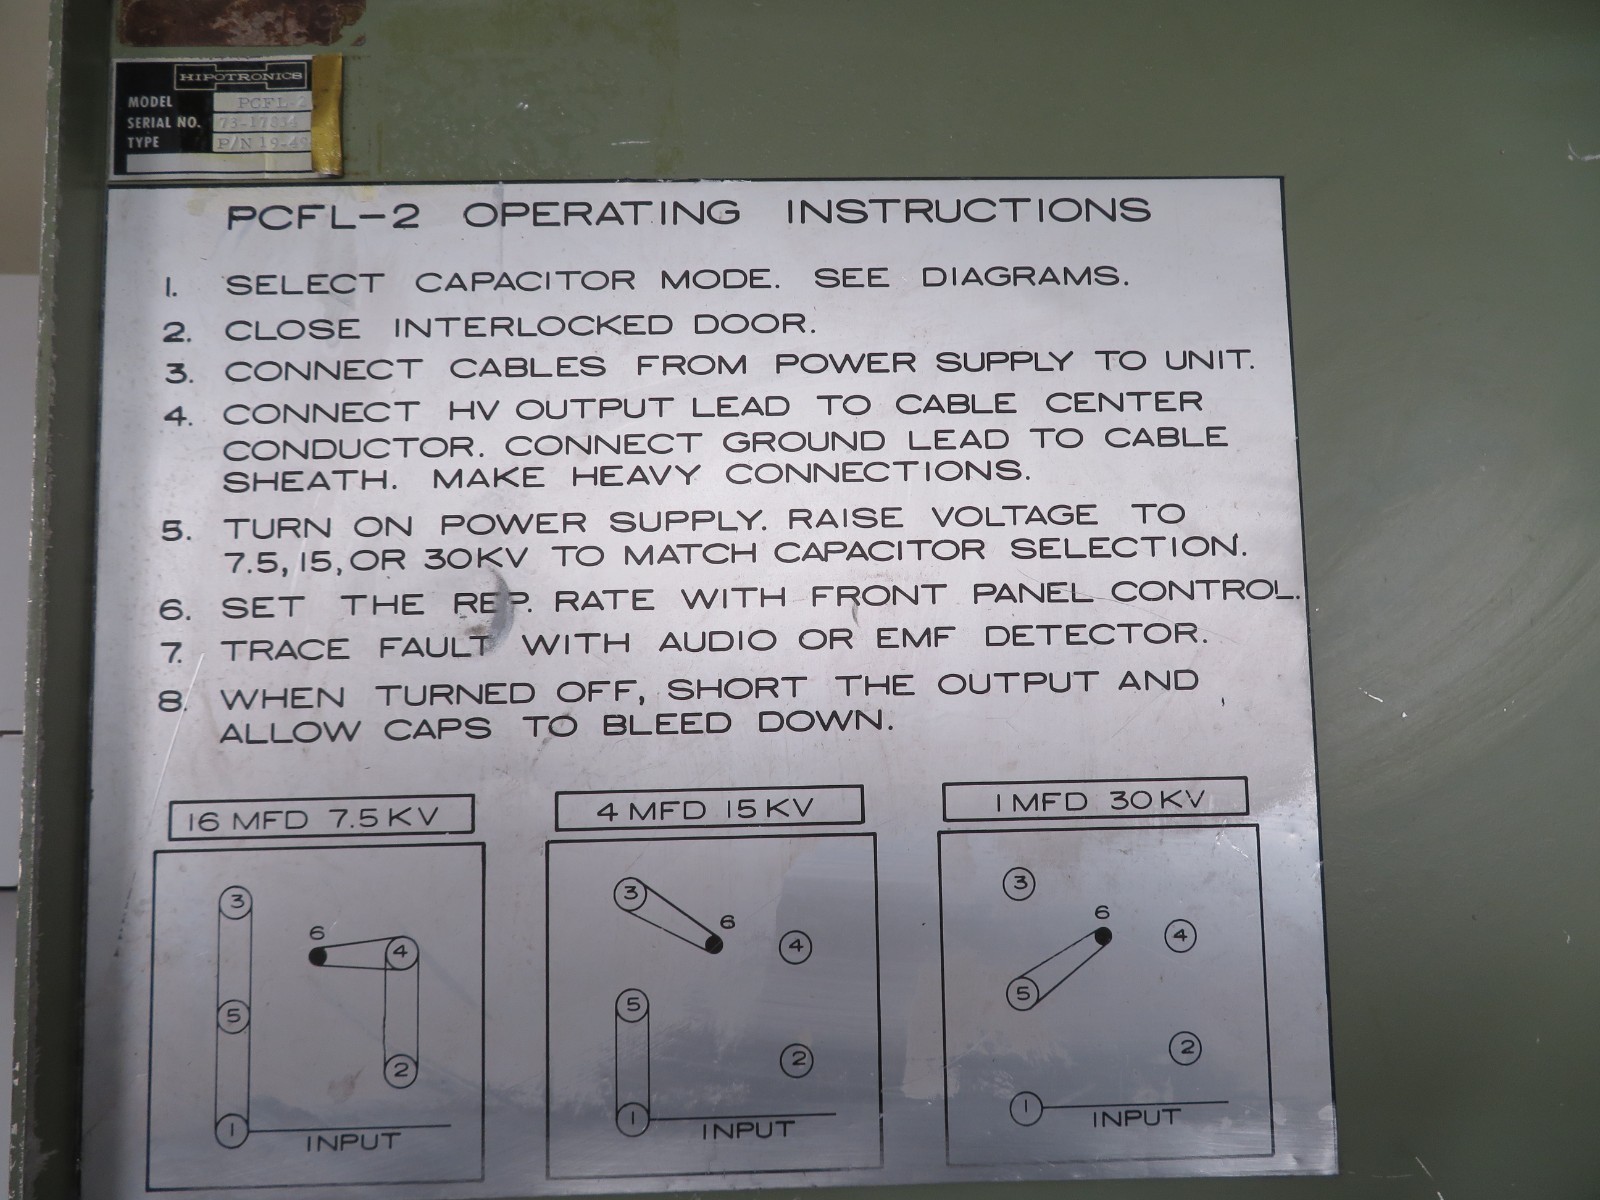 HIPOTRONICS
MODEL PCFL-2
SERIAL NO. 73-17834
TYPE P/N 19-49
PCFL-2 OPERATING INSTRUCTIONS
1. SELECT CAPACITOR MODE. SEE DIAGRAMS.
2. CLOSE INTERLOCKED DOOR.
3. CONNECT CABLES FROM POWER SUPPLY TO UNIT.
4. CONNECT HV OUTPUT LEAD TO CABLE CENTER
CONDUCTOR. CONNECT GROUND LEAD TO CABLE
SHEATH. MAKE HEAVY CONNECTIONS.
5. TURN ON POWER SUPPLY. RAISE VOLTAGE TO
7.5, 15, OR 30KV TO MATCH CAPACITOR SELECTION.
6. SET THE REP. RATE WITH FRONT PANEL CONTROL.
7. TRACE FAULT WITH AUDIO OR EMF DETECTOR.
8. WHEN TURNED OFF, SHORT THE OUTPUT AND
ALLOW CAPS TO BLEED DOWN.
16 MFD 7.5 KV
3
6
4
5
2
1
INPUT
4 MFD 15 KV
3
6
4
5
2
1
INPUT
1 MFD 30 KV
3
6
4
5
2
1
INPUT